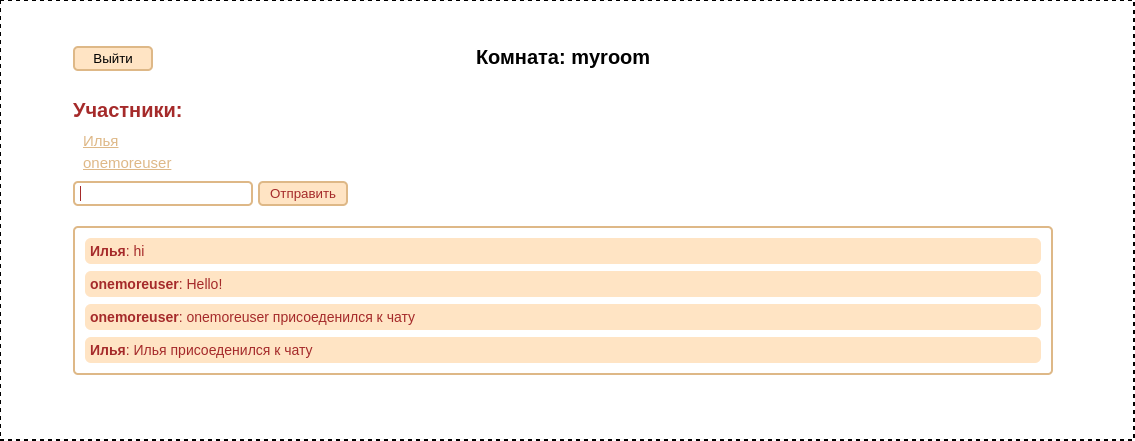 Выйти
Комната: myroom
Участники:
Илья
onemoreuser
Отправить
Илья: hi
onemoreuser: Hello!
onemoreuser: onemoreuser присоеденился к чату
Илья: Илья присоеденился к чату